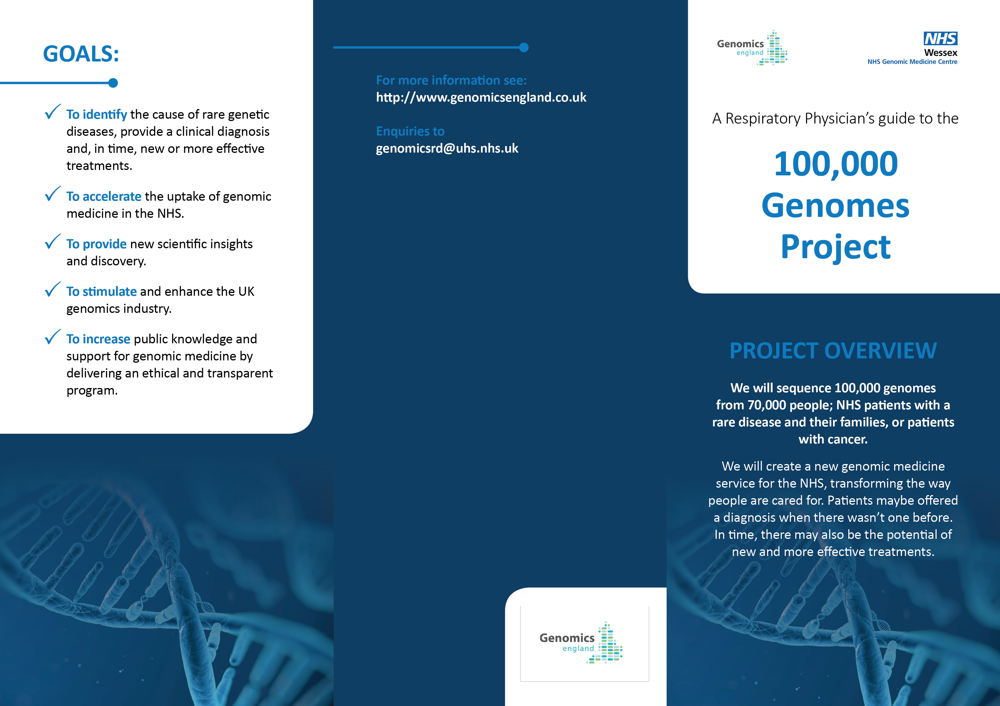 GOALS:
To identify the cause of rare genetic
diseases, provide a clinical diagnosis
and, in time, new or more effective
treatments.
To accelerate the uptake of genomic
medicine in the NHS.
To provide new scientific insights
and discovery.
To stimulate and enhance the UK
genomics industry.
To increase public knowledge and
support for genomic medicine by
delivering an ethical and transparent
program.
For more information see:
http://www.genomicsengland.co.uk
Enquiries to
genomicsrd@uhs.nhs.uk
Genomics
england
Genomics
england
NHS
Wessex
NHS Genomic Medicine Centre
A Respiratory Physician’s guide to the
100,000
Genomes
Project
PROJECT OVERVIEW
We will sequence 100,000 genomes
from 70,000 people; NHS patients with a
rare disease and their families, or patients
with cancer.
We will create a new genomic medicine
service for the NHS, transforming the way
people are cared for. Patients maybe offered
a diagnosis when there wasn’t one before.
In time, there may also be the potential of
new and more effective treatments.